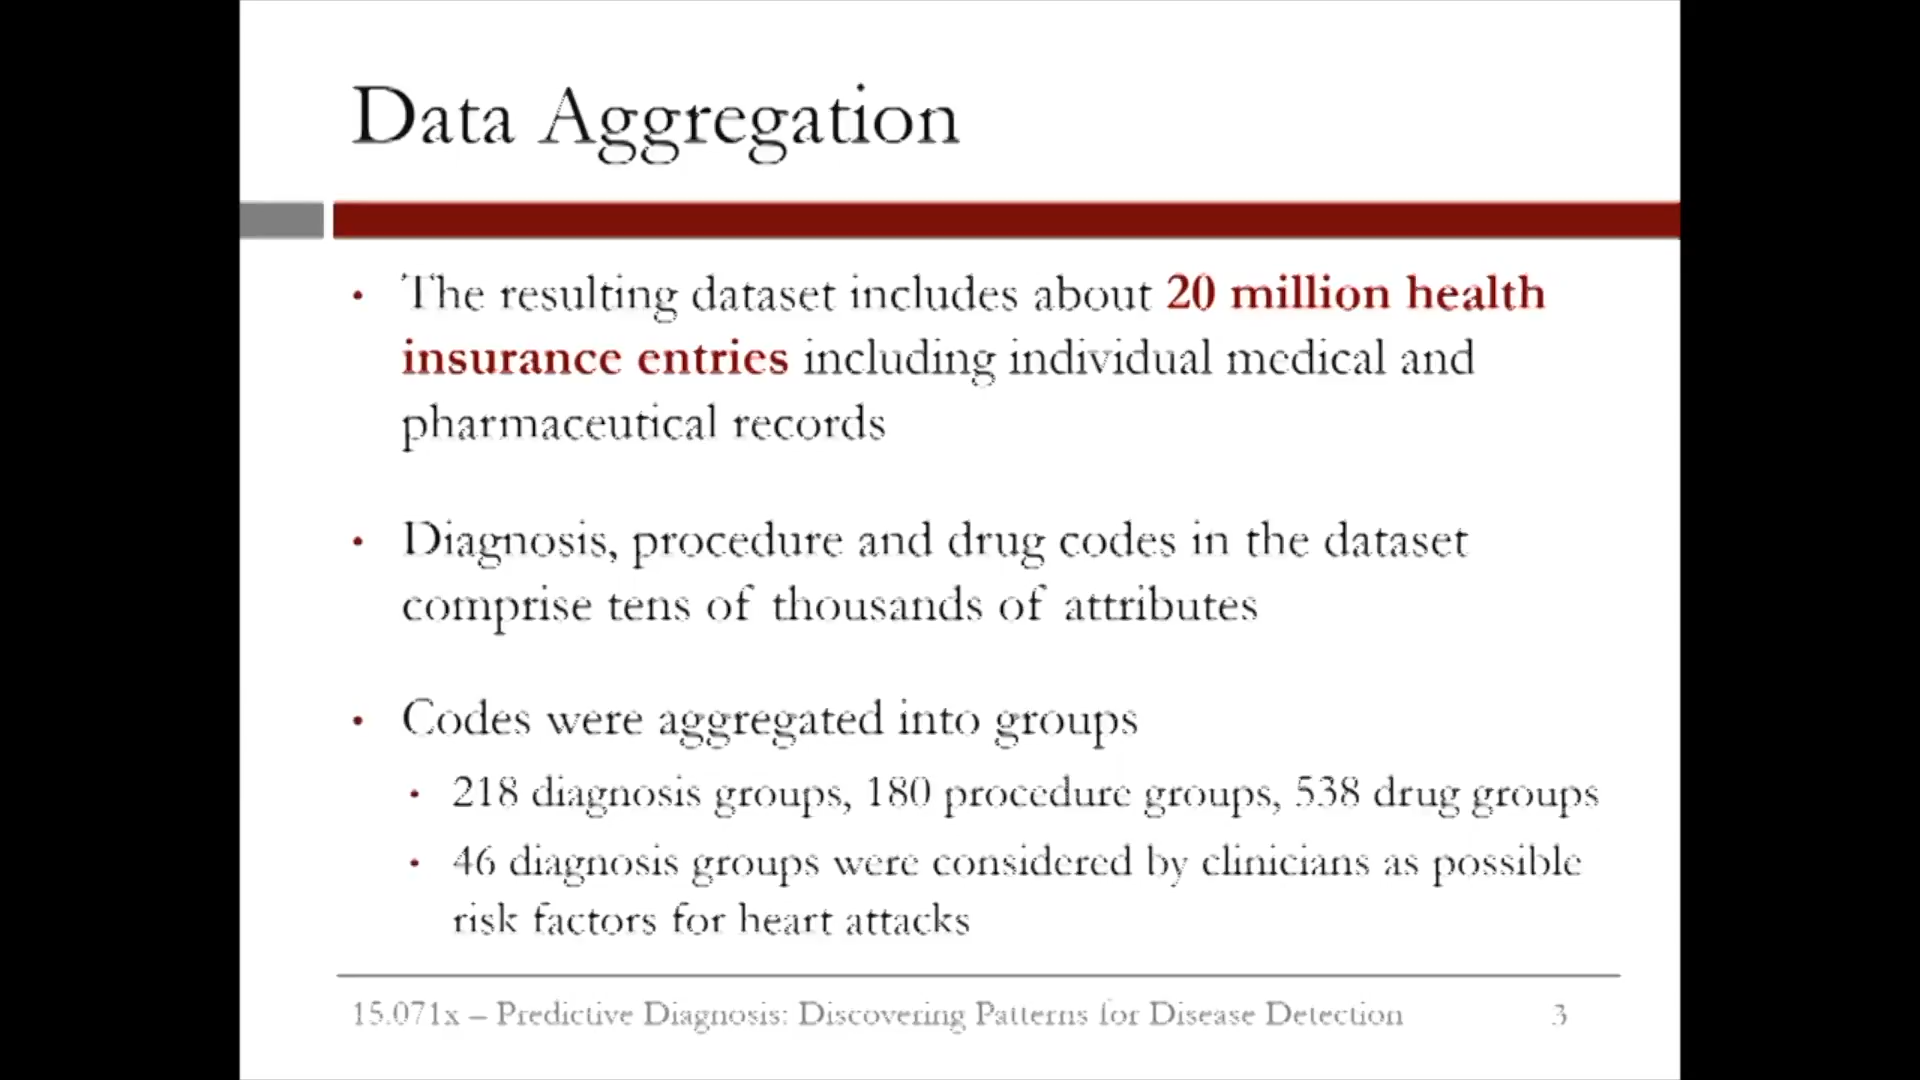 Data Aggregation
• The resulting dataset includes about 20 million health
insurance entries including individual medical and
pharmaceutical records
• Diagnosis, procedure and drug codes in the dataset
comprise tens of thousands of attributes
• Codes were aggregated into groups
• 218 diagnosis groups, 180 procedure groups, 538 drug groups
• 46 diagnosis groups were considered by clinicians as possible
risk factors for heart attacks
15.071x – Predictive Diagnosis: Discovering Patterns for Disease Detection 3